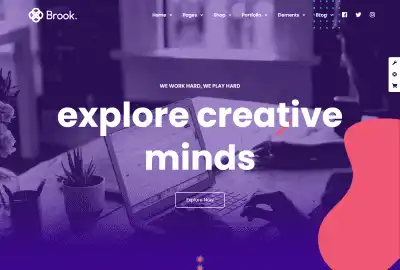 Brook.
Home
Pages
Shop
Portfolio
Elements
Blog
WE WORK HARD, WE PLAY HARD
explore creative
minds
Explore Now